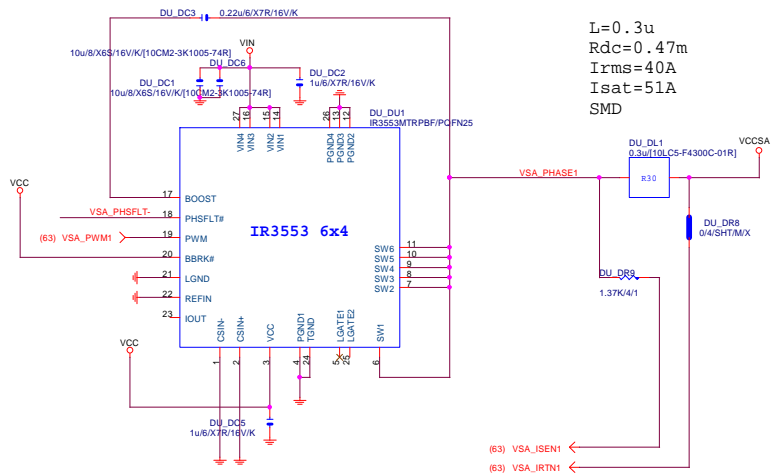 DU_DC3
0.22u/6/X7R/16V/K
L=0.3u
Rdc=0.47m
Irms=40A
Isat=51A
SMD
VIN
10u/8/X6S/16V/K/[10CM2-3K1005-74R]
DU_DC6
DU_DC1
10u/8/X6S/16V/K/[10CM2-3K1005-74R]
DU_DC2
1u/6/X7R/16V/K
27
16
15
14
26
13
12
DU_DU1
IR3553MTRPBF/PQFN25
VIN4
VIN3
VIN2
VIN1
PGND4
PGND3
PGND2
DU_DL1
0.3u/[10LC5-F4300C-01R]
VCCSA
R30
VSA_PHASE1
VCC
17
BOOST
VSA_PHSFLT-
18
PHSFLT#
(63) VSA_PWM1
19
PWM
20
BBRK#
21
LGND
22
REFIN
23
IOUT
IR3553 6x4
SW6
11
SW5
10
SW4
9
SW3
8
SW2
7
DU_DR8
0/4/SHT/M/X
DU_DR9
1.37K/4/1
CSIN-
CSIN+
VCC
PGND1
TGND
LGATE1
LGATE2
SW1
1
2
3
4
24
5
25
6
VCC
DU_DC5
1u/6/X7R/16V/K
(63) VSA_ISEN1
(63) VSA_IRTN1